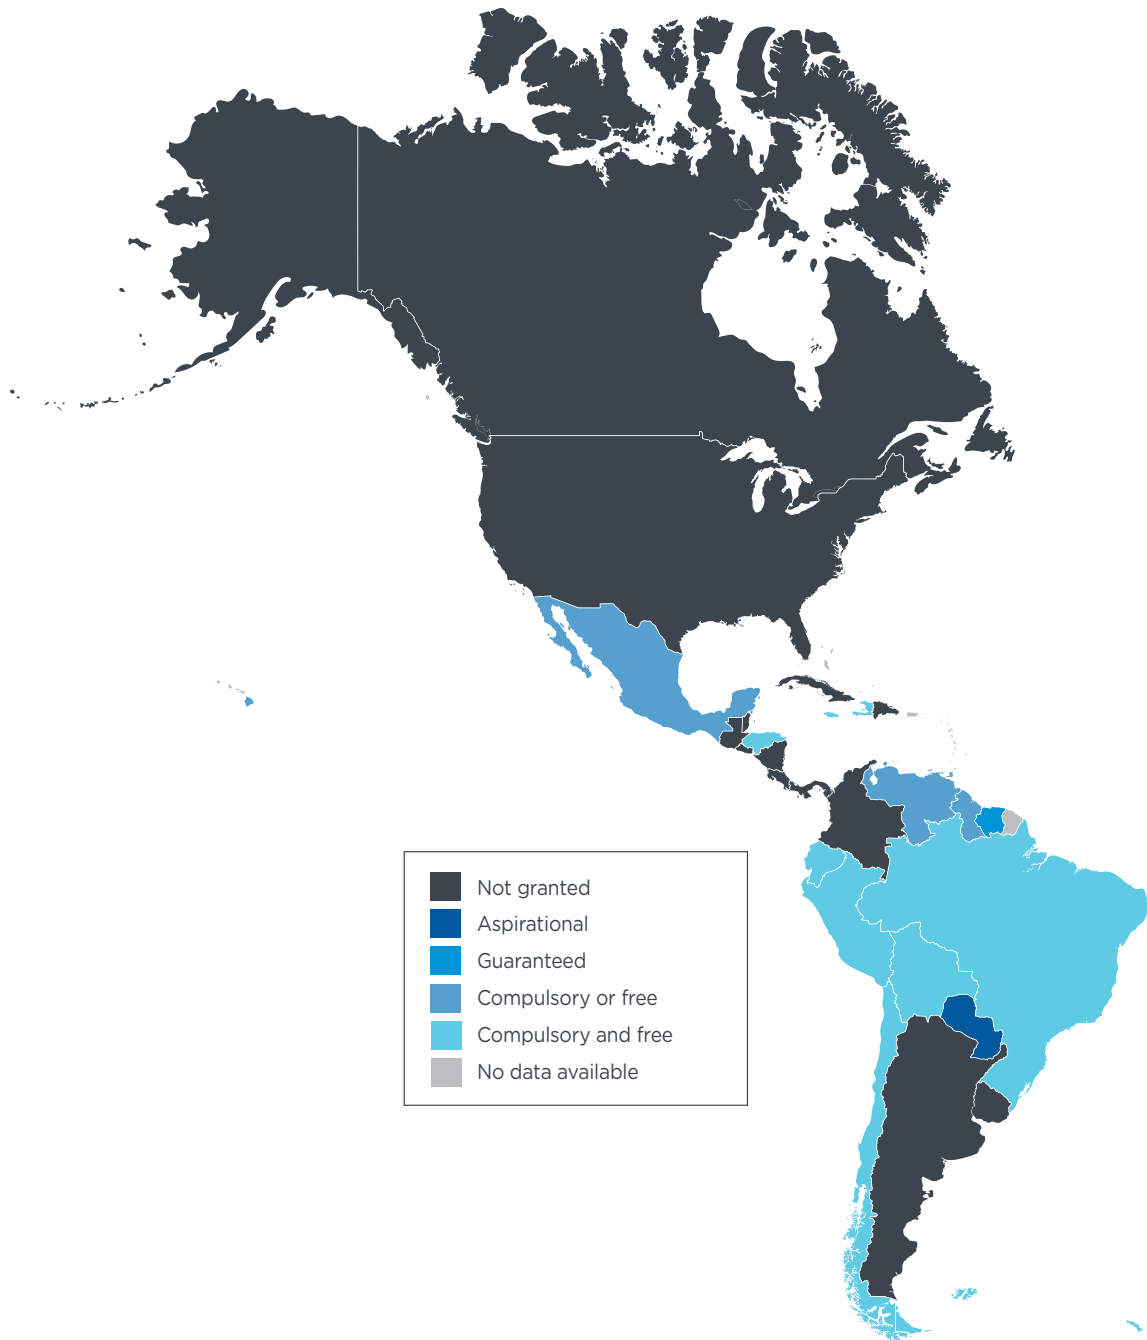 Not granted
Aspirational
Guaranteed
Compulsory or free
Compulsory and free
No data available